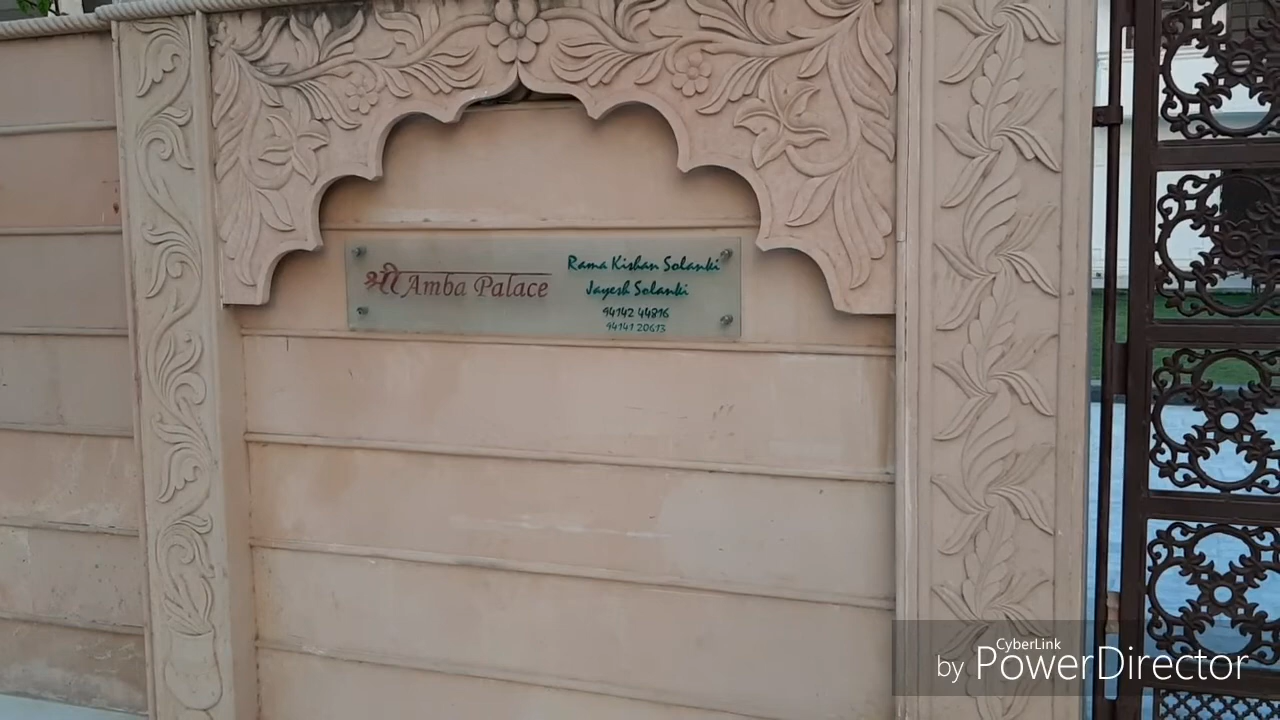 श्री Amba Palace
Rama Kishan Solanki
Jayesh Solanki
94142 44816
94141 20613
CyberLink
by PowerDirector